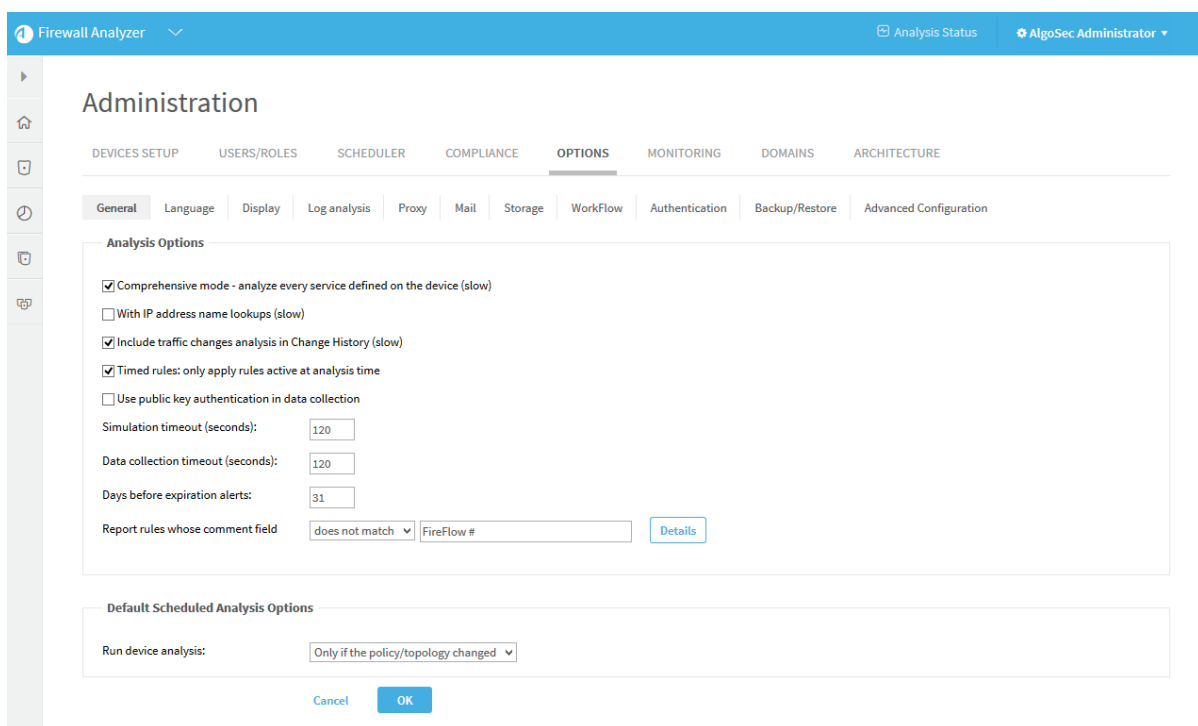 Firewall Analyzer
Analysis Status
AlgoSec Administrator
Administration
DEVICES SETUP USERS/ROLES SCHEDULER COMPLIANCE OPTIONS MONITORING DOMAINS ARCHITECTURE
General Language Display Log analysis Proxy Mail Storage WorkFlow Authentication Backup/Restore Advanced Configuration
Analysis Options
Comprehensive mode - analyze every service defined on the device (slow)
With IP address name lookups (slow)
Include traffic changes analysis in Change History (slow)
Timed rules: only apply rules active at analysis time
Use public key authentication in data collection
Simulation timeout (seconds): 120
Data collection timeout (seconds): 120
Days before expiration alerts: 31
Report rules whose comment field does not match FireFlow # Details
Default Scheduled Analysis Options
Run device analysis: Only if the policy/topology changed
Cancel OK